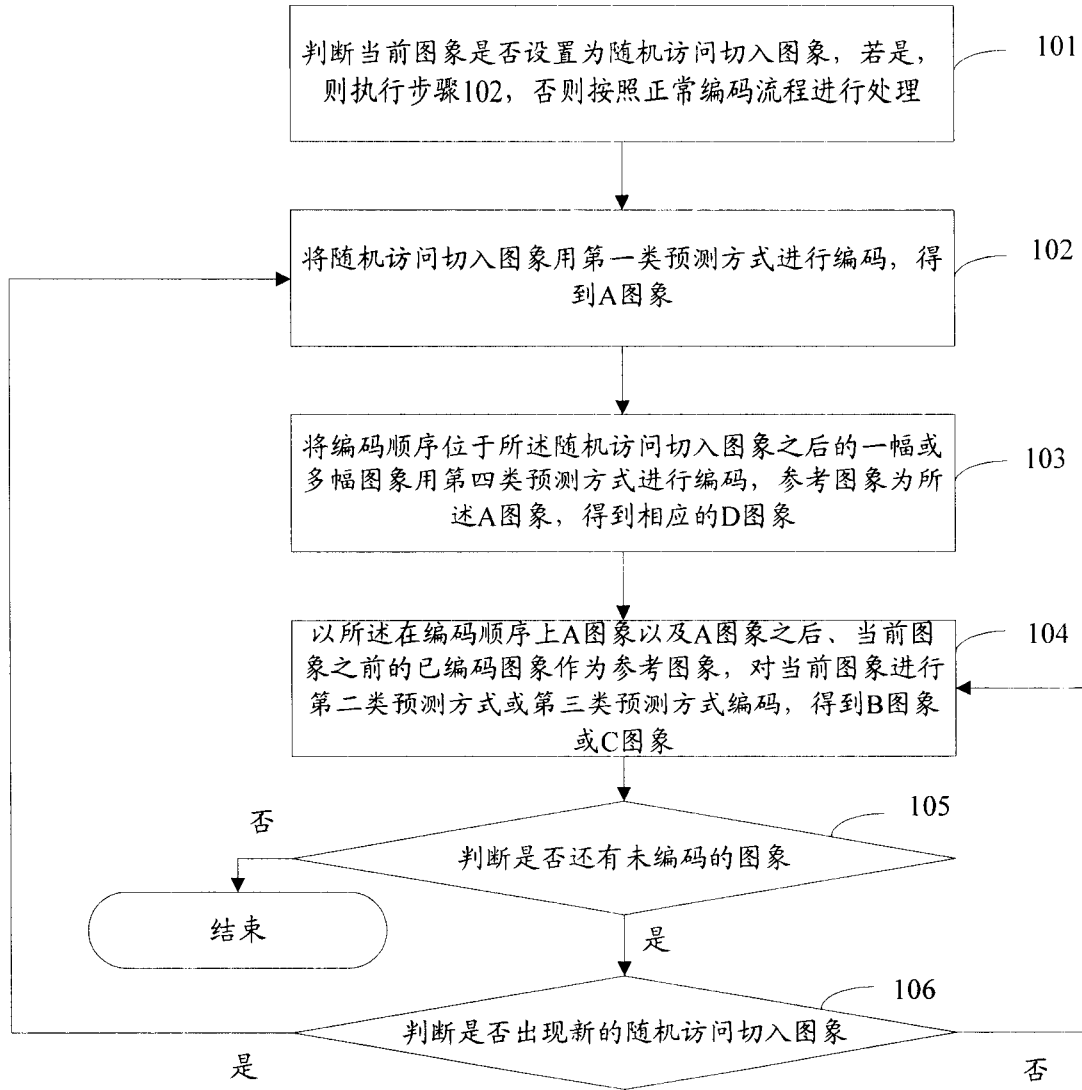 判断当前图象是否设置为随机访问切入图象，若是，
则执行步骤102，否则按照正常编码流程进行处理
101
将随机访问切入图象用第一类预测方式进行编码，得
到A图象
102
将编码顺序位于所述随机访问切入图象之后的一幅或
多幅图象用第四类预测方式进行编码，参考图象为所
述A图象，得到相应的D图象
103
以所述在编码顺序上A图象以及A图象之后、当前图
象之前的已编码图象作为参考图象，对当前图象进行
第二类预测方式或第三类预测方式编码，得到B图象
或C图象
104
否
判断是否还有未编码的图象
105
结束
是
判断是否出现新的随机访问切入图象
106
是
否